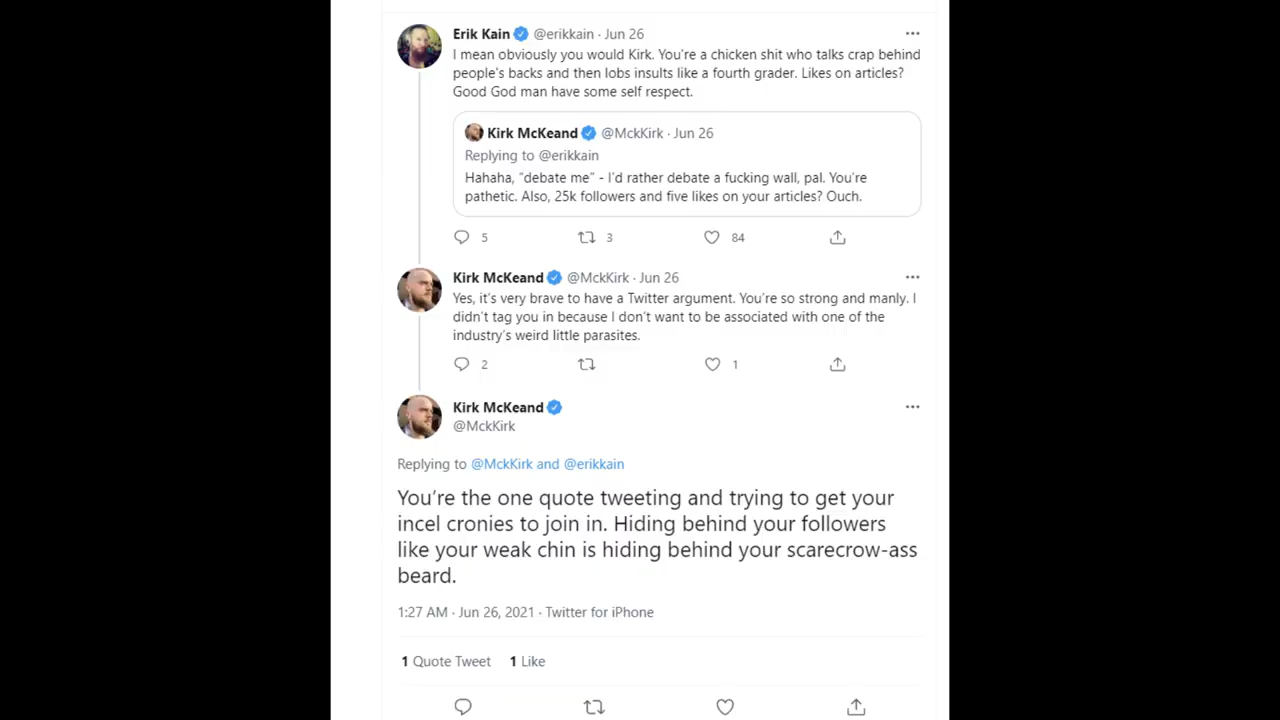 Erik Kain @erikkain · Jun 26
I mean obviously you would Kirk. You're a chicken shit who talks crap behind
people's backs and then lobs insults like a fourth grader. Likes on articles?
Good God man have some self respect.
Kirk McKeand @MckKirk · Jun 26
Replying to @erikkain
Hahaha, "debate me" - I'd rather debate a fucking wall, pal. You're
pathetic. Also, 25k followers and five likes on your articles? Ouch.
5 3 84
Kirk McKeand @MckKirk · Jun 26
Yes, it's very brave to have a Twitter argument. You're so strong and manly. I
didn't tag you in because I don't want to be associated with one of the
industry's weird little parasites.
2 1
Kirk McKeand
@MckKirk
Replying to @MckKirk and @erikkain
You're the one quote tweeting and trying to get your
incel cronies to join in. Hiding behind your followers
like your weak chin is hiding behind your scarecrow-ass
beard.
1:27 AM · Jun 26, 2021 · Twitter for iPhone
1 Quote Tweet 1 Like